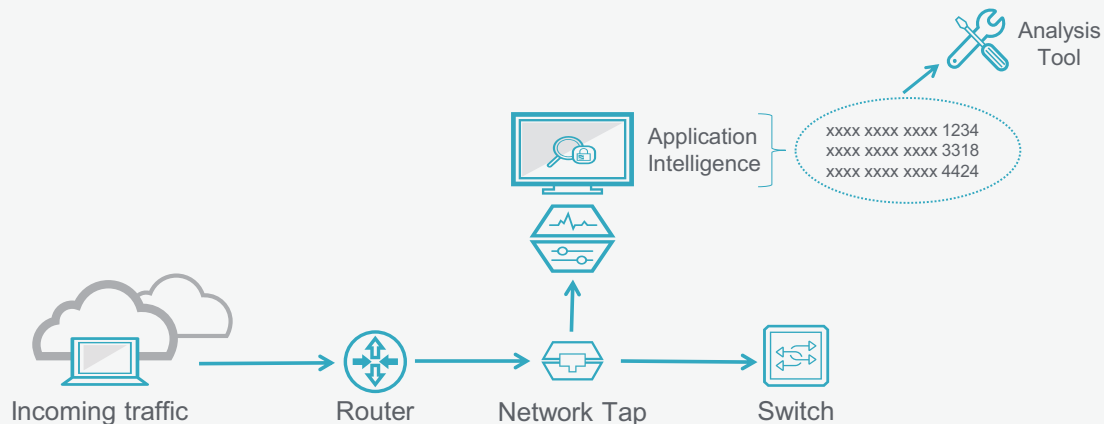 Analysis
Tool
Application
Intelligence
xxxx xxxx xxxx 1234
xxxx xxxx xxxx 3318
xxxx xxxx xxxx 4424
Incoming traffic
Router
Network Tap
Switch